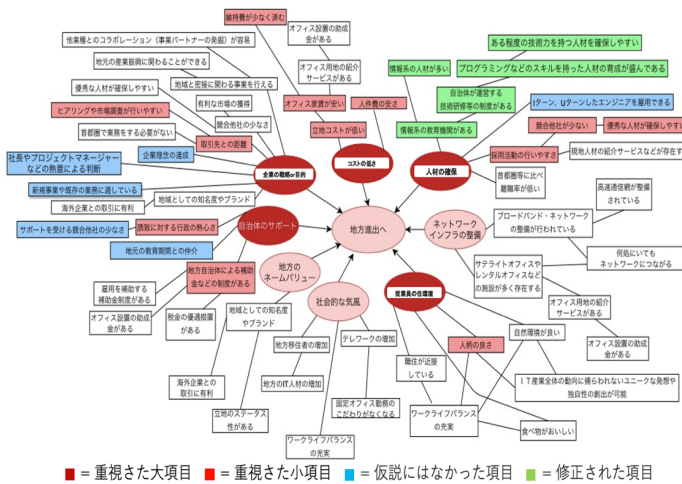 維持費が少なく済む
他業種とのコラボレーション（事業パートナーの発掘）が容易
オフィス設置の助成
金がある
地元の産業振興に関わることができる
オフィス用地の紹介
サービスがある
優秀な人材が確保しやすい
地域と密接に関わる事業を行える
有利な市場の獲得
オフィス家賃が安い
人件費の安さ
ヒアリングや市場調査が行いやすい
競合他社の少なさ
立地コストが低い
首都圏で業務をする必要がない
取引先との距離
社長やプロジェクトマネージャー
などの熱意による判断
企業理念の達成
企業の戦略or目的
コストの低さ
新規事業や既存の業務に適している
海外企業との取引に有利
地域としての知名度やブランド
サポートを受ける競合他社の少なさ
誘致に対する行政の熱心さ
地元の教育期間との仲介
ある程度の技術力を持つ人材を確保しやすい
情報系の人材が多い
プログラミングなどのスキルを持った人材の育成が盛んである
自治体が運営する
技術研修等の制度がある
Iターン、Uターンしたエンジニアを雇用できる
情報系の教育機関がある
競合他社が少ない
優秀な人材が確保しやすい
人材の確保
採用活動の行いやすさ
現地人材の紹介サービスなどが存在す
首都圏等に比べ
離職率が低い
高速通信網が整備
されている
自治体のサポート
地方進出へ
ネットワーク
インフラの整備
ブロードバンド・ネットワーク
の整備が行われている
何処にいても
ネットワークにつながる
サテライトオフィスや
レンタルオフィスなど
の施設が多く存在する
オフィス用地の紹介
サービスがある
オフィス設置の助成
金がある
地方自治体による補助
金などの制度がある
地方の
ネームバリュー
社会的な気風
従業員の住環境
雇用を補助する
補助金制度がある
オフィス設置の助成
金がある
税金の優遇措置
がある
地域としての知名度
やブランド
海外企業との
取引に有利
立地のステータス
性がある
地方移住者の増加
テレワークの増加
地方のIT人材の増加
固定オフィス勤務の
こだわりがなくなる
ワークライフバランス
の充実
職住が近接
している
人柄の良さ
自然環境が良い
ＩＴ産業全体の動向に捕らわれないユニークな発想や
独自性の創出が可能
ワークライフバランス
の充実
食べ物がおいしい
= 重視さた大項目
= 重視さた小項目
= 仮説にはなかった項目
= 修正された項目